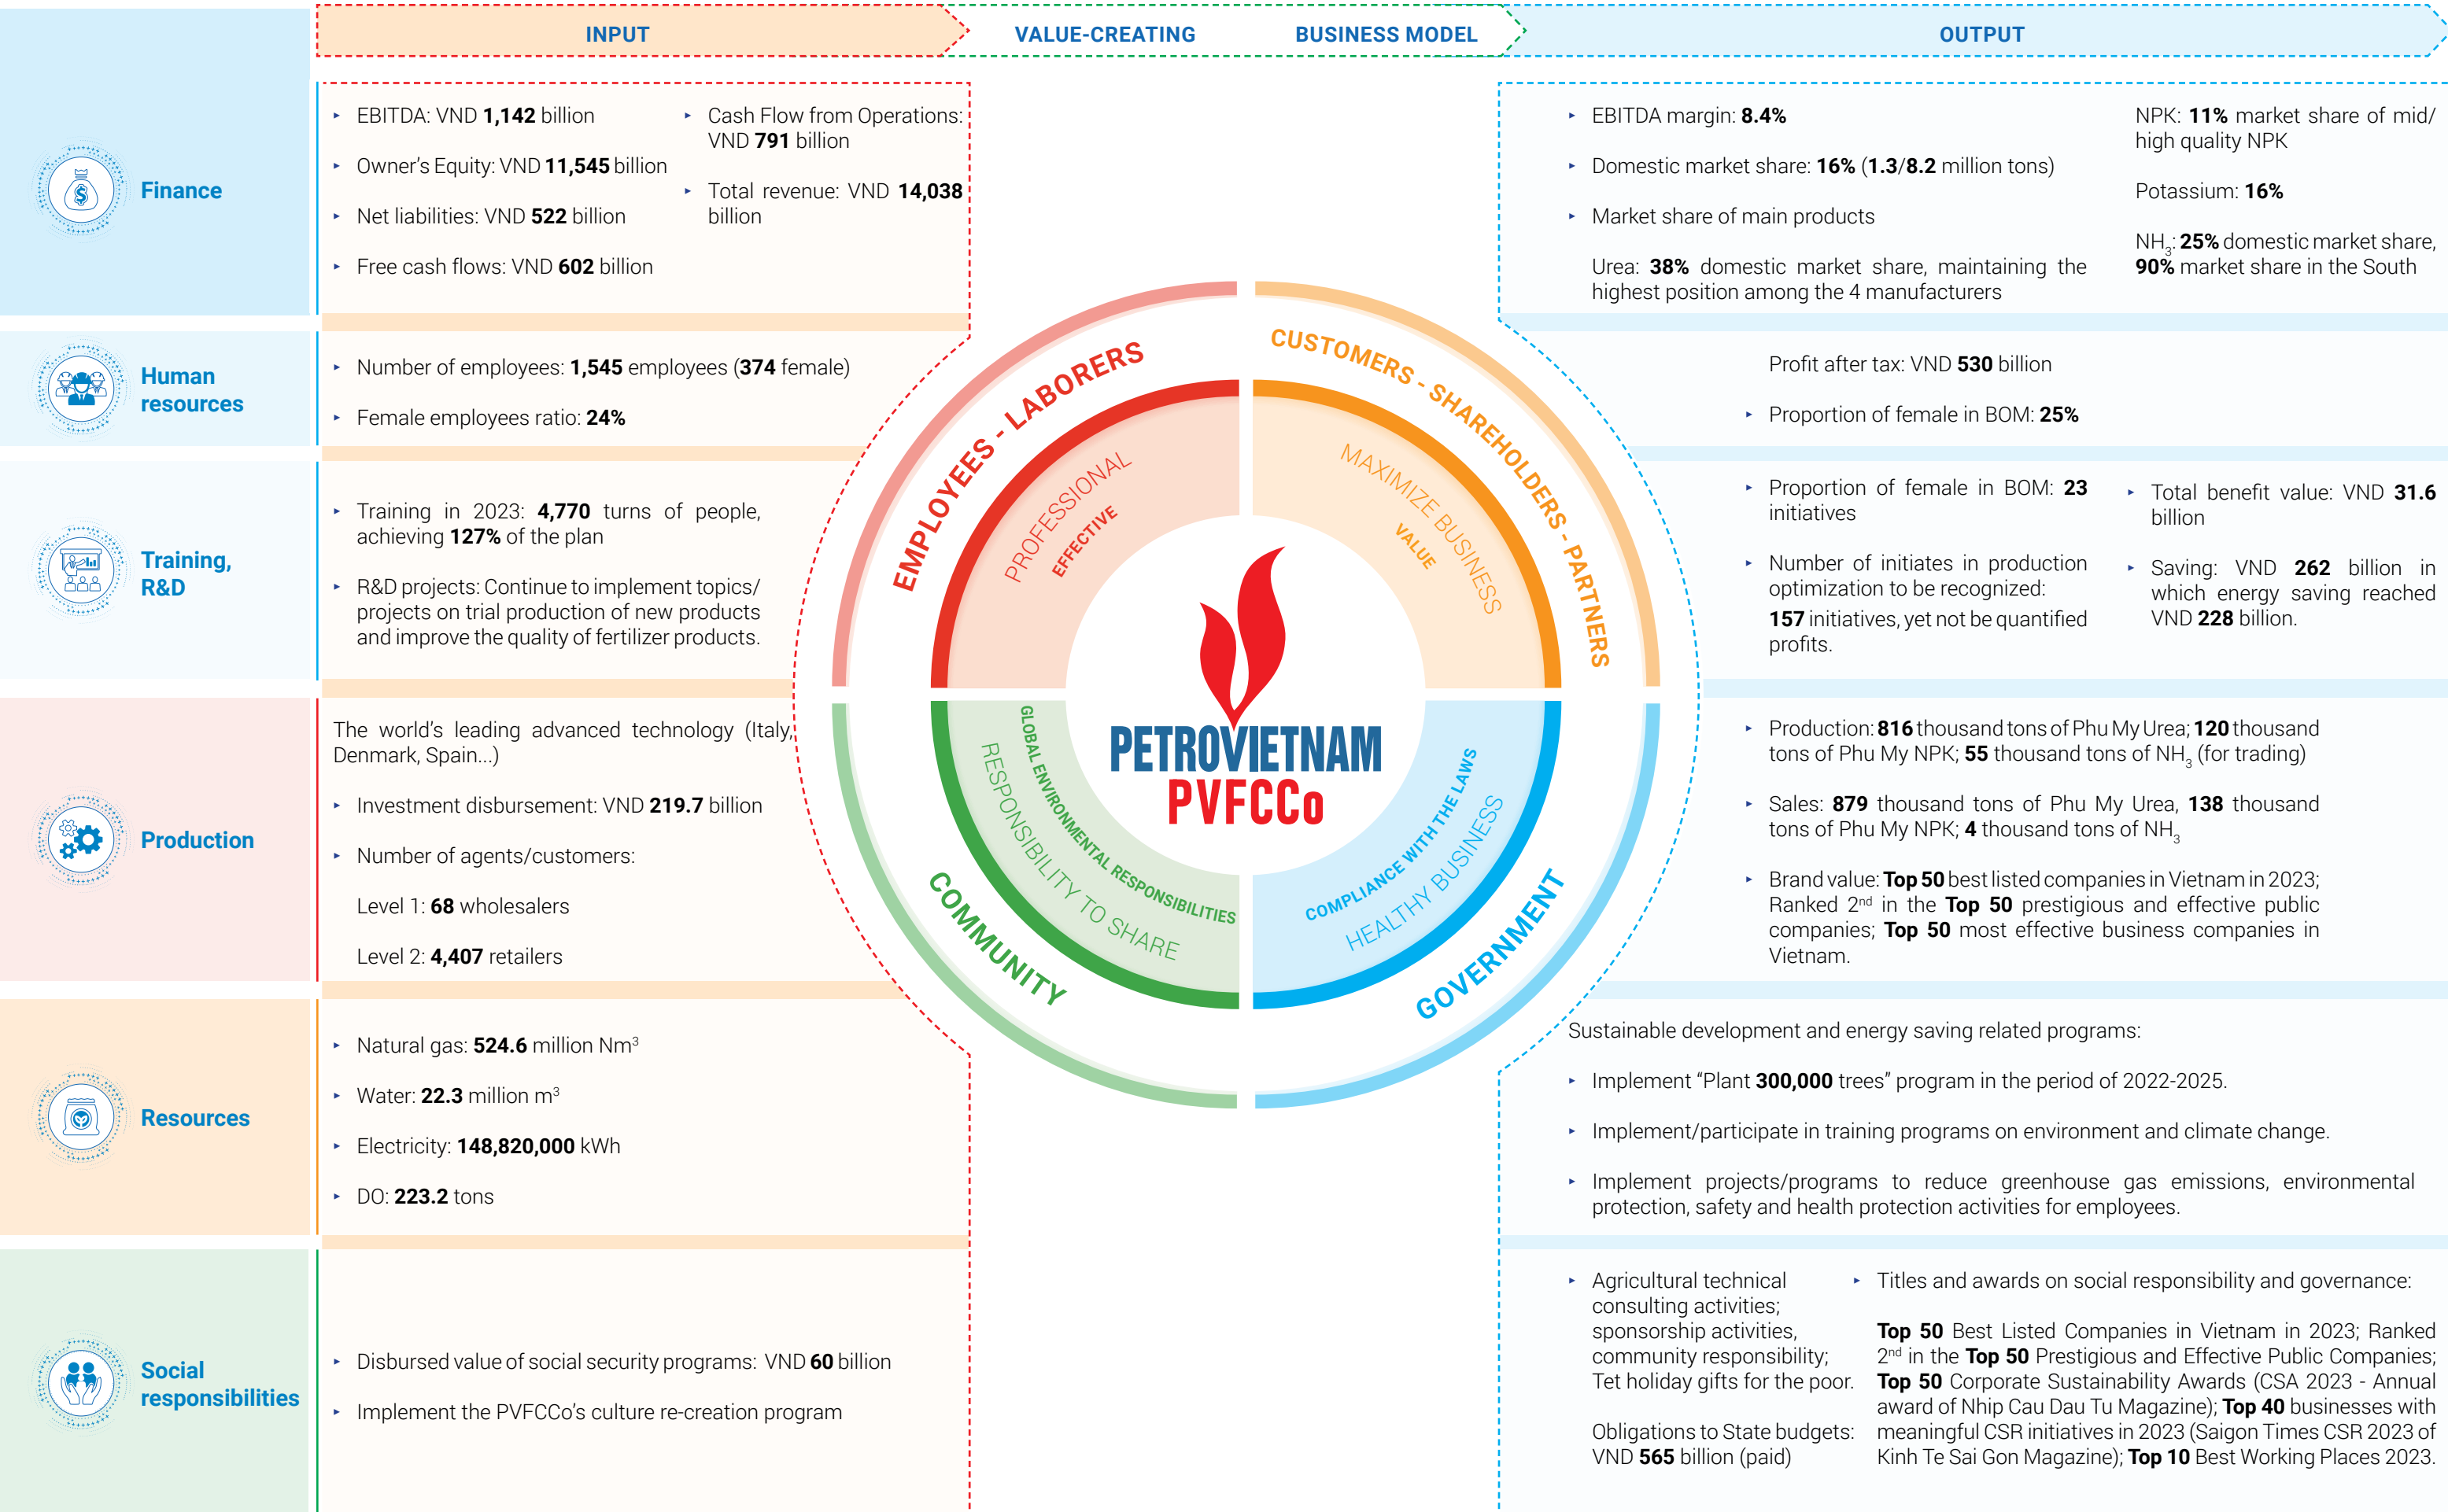 INPUT
VALUE-CREATING BUSINESS MODEL
OUTPUT
Finance
‣ EBITDA: VND 1,142 billion
‣ Owner’s Equity: VND 11,545 billion
‣ Net liabilities: VND 522 billion
‣ Free cash flows: VND 602 billion
‣ Cash Flow from Operations:
VND 791 billion
‣ Total revenue: VND 14,038
billion
‣ EBITDA margin: 8.4%
‣ Domestic market share: 16% (1.3/8.2 million tons)
‣ Market share of main products
Urea: 38% domestic market share, maintaining the
highest position among the 4 manufacturers
NPK: 11% market share of mid/
high quality NPK
Potassium: 16%
NH₃: 25% domestic market share,
90% market share in the South
Human
resources
‣ Number of employees: 1,545 employees (374 female)
‣ Female employees ratio: 24%
Profit after tax: VND 530 billion
‣ Proportion of female in BOM: 25%
Training,
R&D
‣ Training in 2023: 4,770 turns of people,
achieving 127% of the plan
‣ R&D projects: Continue to implement topics/
projects on trial production of new products
and improve the quality of fertilizer products.
‣ Proportion of female in BOM: 23
initiatives
‣ Number of initiates in production
optimization to be recognized:
157 initiatives, yet not be quantified
profits.
‣ Total benefit value: VND 31.6
billion
‣ Saving: VND 262 billion in
which energy saving reached
VND 228 billion.
EMPLOYEES - LABORERS
PROFESSIONAL
EFFECTIVE
CUSTOMERS - SHAREHOLDERS - PARTNERS
MAXIMIZE BUSINESS
VALUE
PETROVIETNAM
PVFCCo
GLOBAL ENVIRONMENTAL RESPONSIBILITIES
RESPONSIBILITY TO SHARE
COMMUNITY
COMPLIANCE WITH THE LAWS
HEALTHY BUSINESS
GOVERNMENT
Production
The world’s leading advanced technology (Italy,
Denmark, Spain...)
‣ Investment disbursement: VND 219.7 billion
‣ Number of agents/customers:
Level 1: 68 wholesalers
Level 2: 4,407 retailers
‣ Production: 816 thousand tons of Phu My Urea; 120 thousand
tons of Phu My NPK; 55 thousand tons of NH₃ (for trading)
‣ Sales: 879 thousand tons of Phu My Urea, 138 thousand
tons of Phu My NPK; 4 thousand tons of NH₃
‣ Brand value: Top 50 best listed companies in Vietnam in 2023;
Ranked 2nd in the Top 50 prestigious and effective public
companies; Top 50 most effective business companies in
Vietnam.
Resources
‣ Natural gas: 524.6 million Nm³
‣ Water: 22.3 million m³
‣ Electricity: 148,820,000 kWh
‣ DO: 223.2 tons
Sustainable development and energy saving related programs:
‣ Implement “Plant 300,000 trees” program in the period of 2022-2025.
‣ Implement/participate in training programs on environment and climate change.
‣ Implement projects/programs to reduce greenhouse gas emissions, environmental
protection, safety and health protection activities for employees.
Social
responsibilities
‣ Disbursed value of social security programs: VND 60 billion
‣ Implement the PVFCCo’s culture re-creation program
‣ Agricultural technical
consulting activities;
sponsorship activities,
community responsibility;
Tet holiday gifts for the poor.
Obligations to State budgets:
VND 565 billion (paid)
‣ Titles and awards on social responsibility and governance:
Top 50 Best Listed Companies in Vietnam in 2023; Ranked
2nd in the Top 50 Prestigious and Effective Public Companies;
Top 50 Corporate Sustainability Awards (CSA 2023 - Annual
award of Nhip Cau Dau Tu Magazine); Top 40 businesses with
meaningful CSR initiatives in 2023 (Saigon Times CSR 2023 of
Kinh Te Sai Gon Magazine); Top 10 Best Working Places 2023.